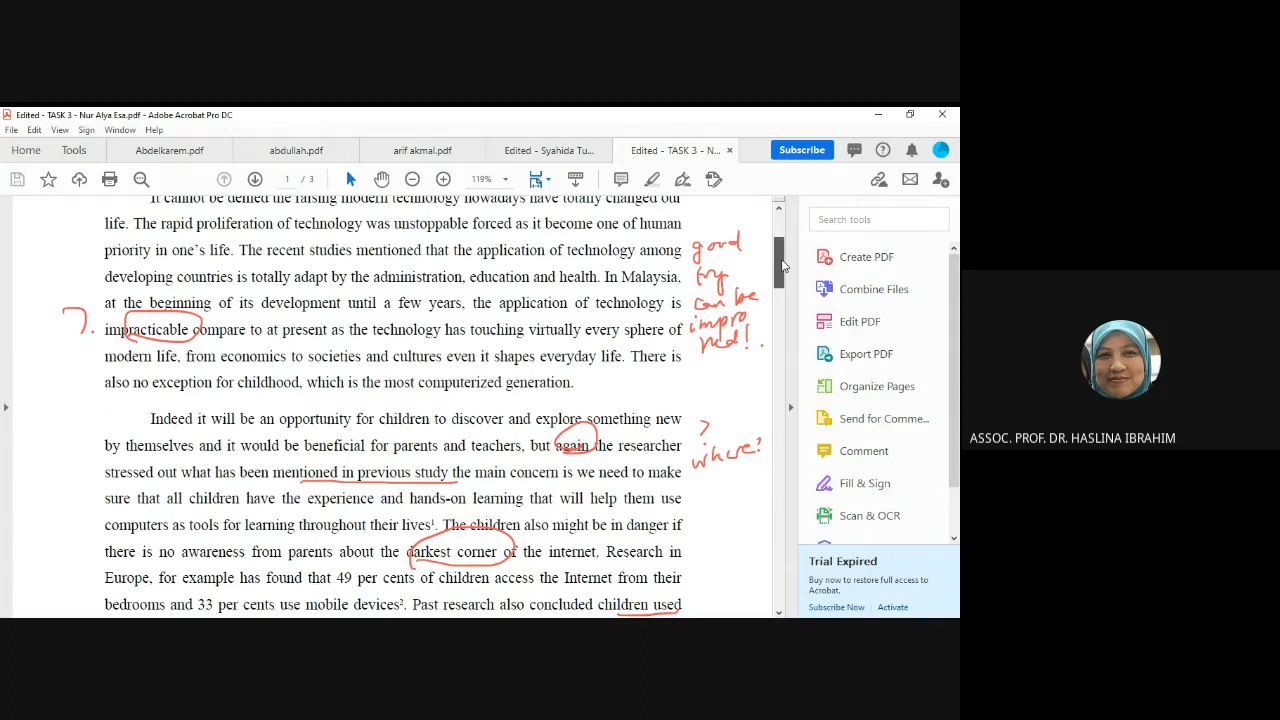 Edited - TASK 3 - Nur Alya Esa.pdf - Adobe Acrobat Pro DC
File Edit View Sign Window Help
Home Tools Abdelkarem.pdf abdullah.pdf arif akmal.pdf Edited - Syahida Tu... Edited - TASK 3 - N... × Subscribe
1 / 3 119%
It cannot be denied the raising modern technology nowadays have totally changed our
life. The rapid proliferation of technology was unstoppable forced as it become one of human
priority in one's life. The recent studies mentioned that the application of technology among
developing countries is totally adapt by the administration, education and health. In Malaysia,
at the beginning of its development until a few years, the application of technology is
impracticable compare to at present as the technology has touching virtually every sphere of
modern life, from economics to societies and cultures even it shapes everyday life. There is
also no exception for childhood, which is the most computerized generation.
Indeed it will be an opportunity for children to discover and explore something new
by themselves and it would be beneficial for parents and teachers, but again the researcher
stressed out what has been mentioned in previous study the main concern is we need to make
sure that all children have the experience and hands-on learning that will help them use
computers as tools for learning throughout their lives¹. The children also might be in danger if
there is no awareness from parents about the darkest corner of the internet. Research in
Europe, for example has found that 49 per cents of children access the Internet from their
bedrooms and 33 per cents use mobile devices². Past research also concluded children used
good
try
can be
impro
ved!.
?
where?
Search tools
Create PDF
Combine Files
Edit PDF
Export PDF
Organize Pages
Send for Comme...
Comment
Fill & Sign
Scan & OCR
Trial Expired
Buy now to restore full access to
Acrobat.
Subscribe Now Activate
ASSOC. PROF. DR. HASLINA IBRAHIM